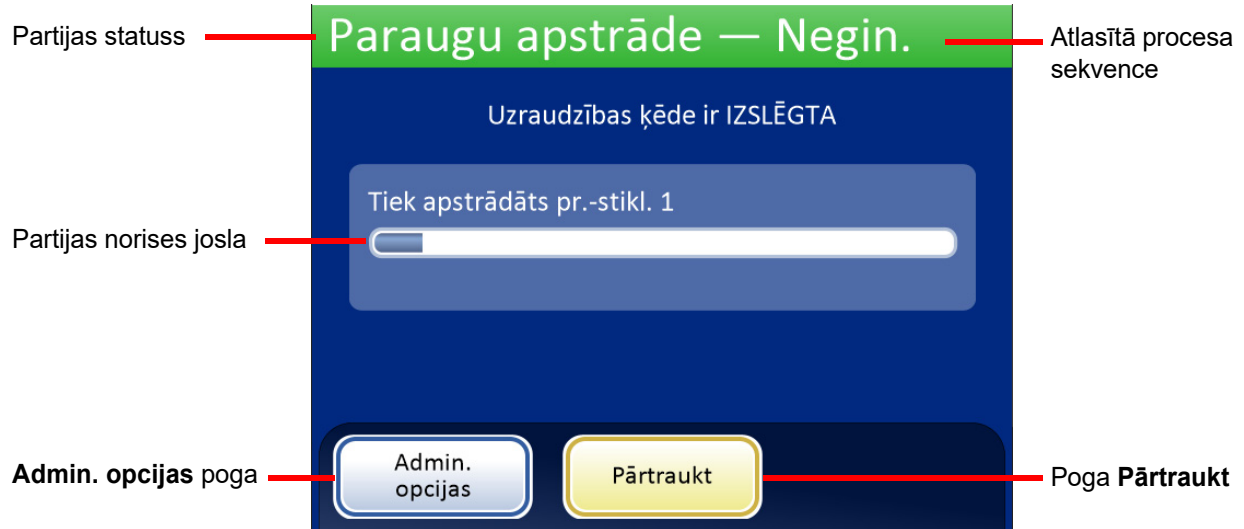 Partijas statuss
Paraugu apstrāde — Negin.
Atlasītā procesa
sekvence
Uzraudzības ķēde ir IZSLĒGTA
Tiek apstrādāts pr.-stikl. 1
Partijas norises josla
Admin. opcijas poga
Admin.
opcijas
Pārtraukt
Poga Pārtraukt